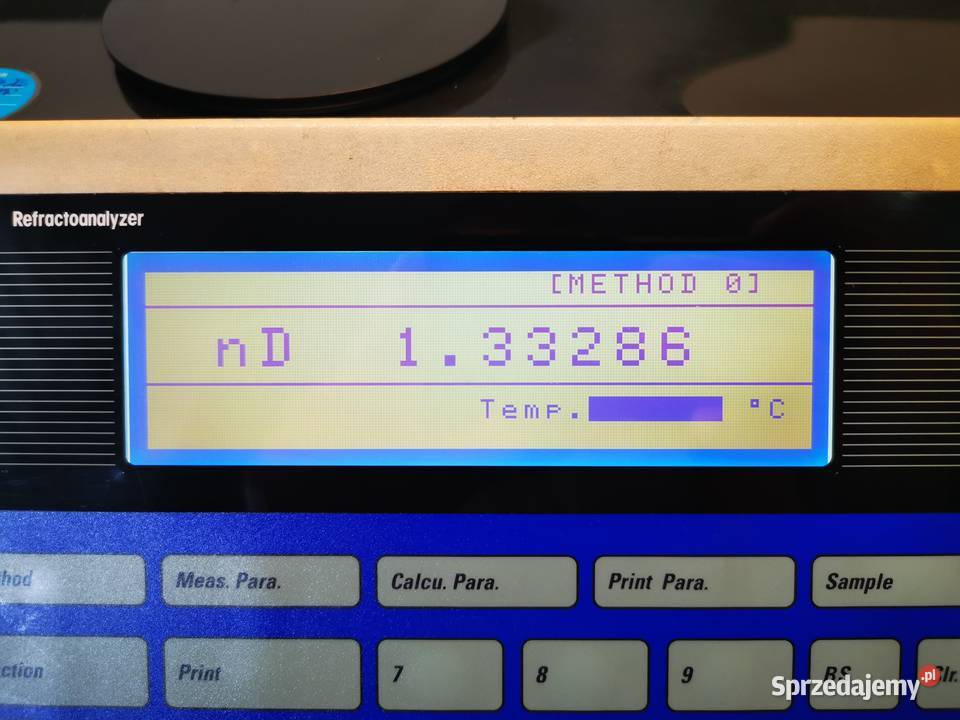 Refractoanalyzer
[METHOD 0]
nD 1.33286
Temp. °C
Meas. Para. Calcu. Para. Print Para. Sample
Print 7 8 9 BS
Sprzedajemy.pl